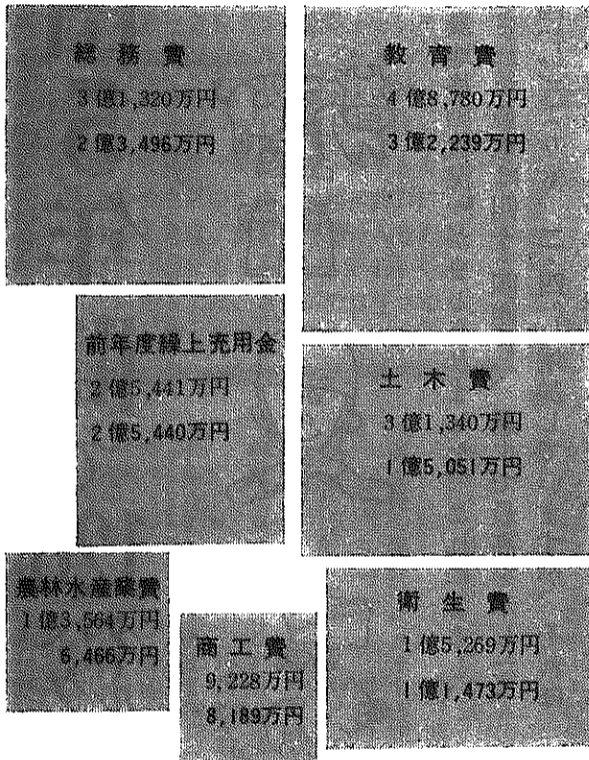 総務費
3億1,320万円
2億3,496万円
教育費
4億8,780万円
3億2,239万円
前年度繰上充用金
2億5,441万円
2億5,440万円
土木費
3億1,340万円
1億5,051万円
農林水産業費
1億3,564万円
6,466万円
商工費
9,228万円
8,189万円
衛生費
1億5,269万円
1億1,473万円